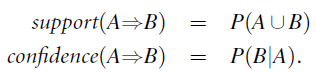 support(A⇒B) = P(A ∪ B)
confidence(A⇒B) = P(B|A).